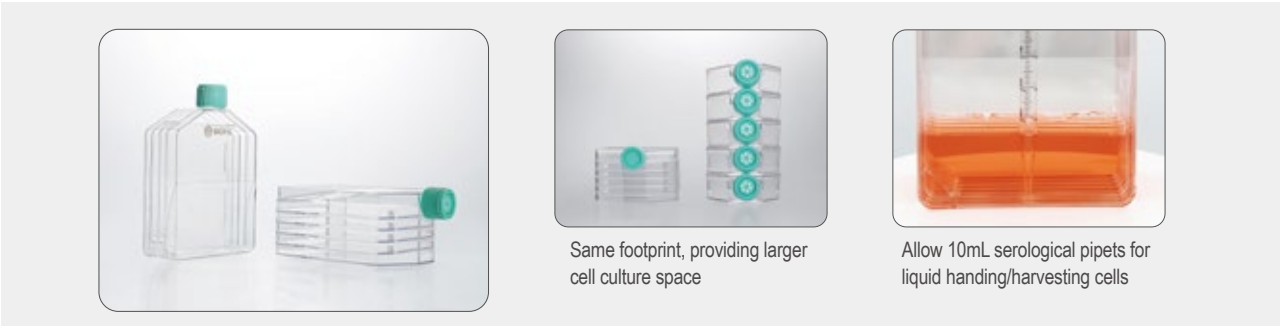 Same footprint, providing larger
cell culture space
Allow 10mL serological pipets for
liquid handing/harvesting cells